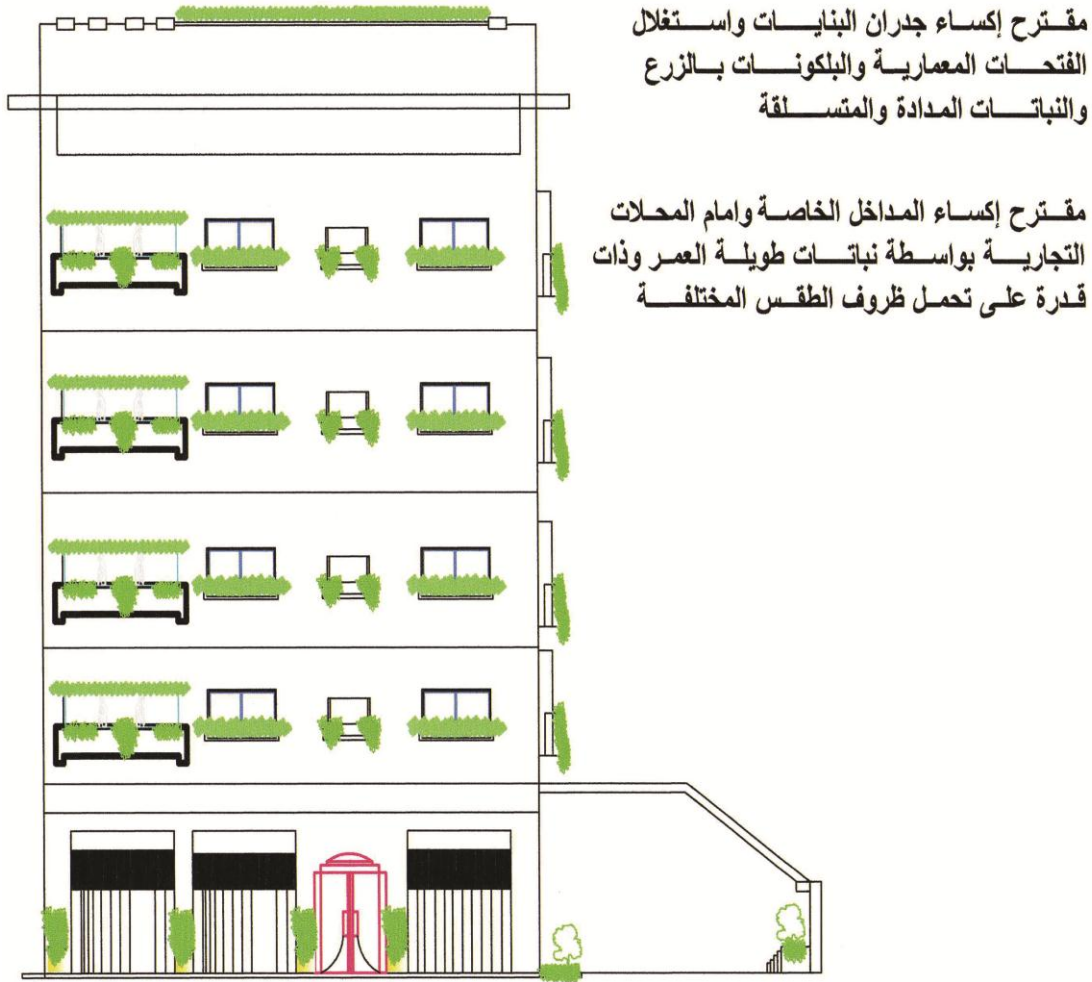 مقترح إكساء جدران البنايات واستغلال
الفتحات المعمارية والبلكونات بالزرع
والنباتات المدادة والمتسلقة
مقترح إكساء المداخل الخاصة وامام المحلات
التجارية بواسطة نباتات طويلة العمر وذات
قدرة على تحمل ظروف الطقس المختلفة